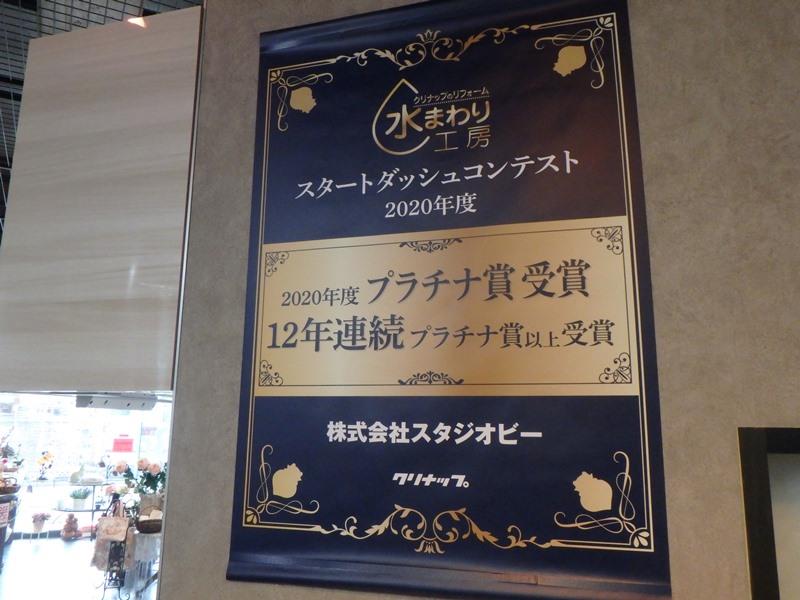 クリナップのリフォーム
水まわり
工房
スタートダッシュコンテスト
2020年度
2020年度 プラチナ賞 受賞
12年連続 プラチナ賞以上 受賞
株式会社スタジオビー
クリナップ。